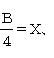 B/4 = X、